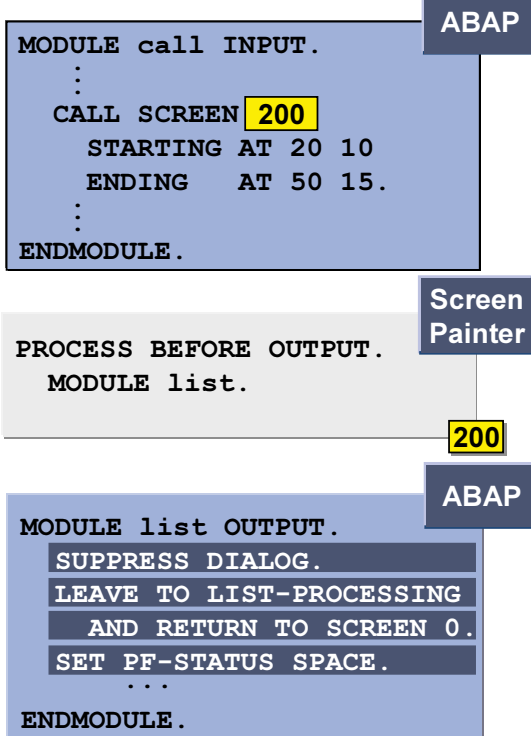 ABAP
MODULE call INPUT.
:
CALL SCREEN 200
STARTING AT 20 10
ENDING AT 50 15.
:
ENDMODULE.
Screen
Painter
PROCESS BEFORE OUTPUT.
MODULE list.
200
ABAP
MODULE list OUTPUT.
SUPPRESS DIALOG.
LEAVE TO LIST-PROCESSING
AND RETURN TO SCREEN 0.
SET PF-STATUS SPACE.
...
ENDMODULE.